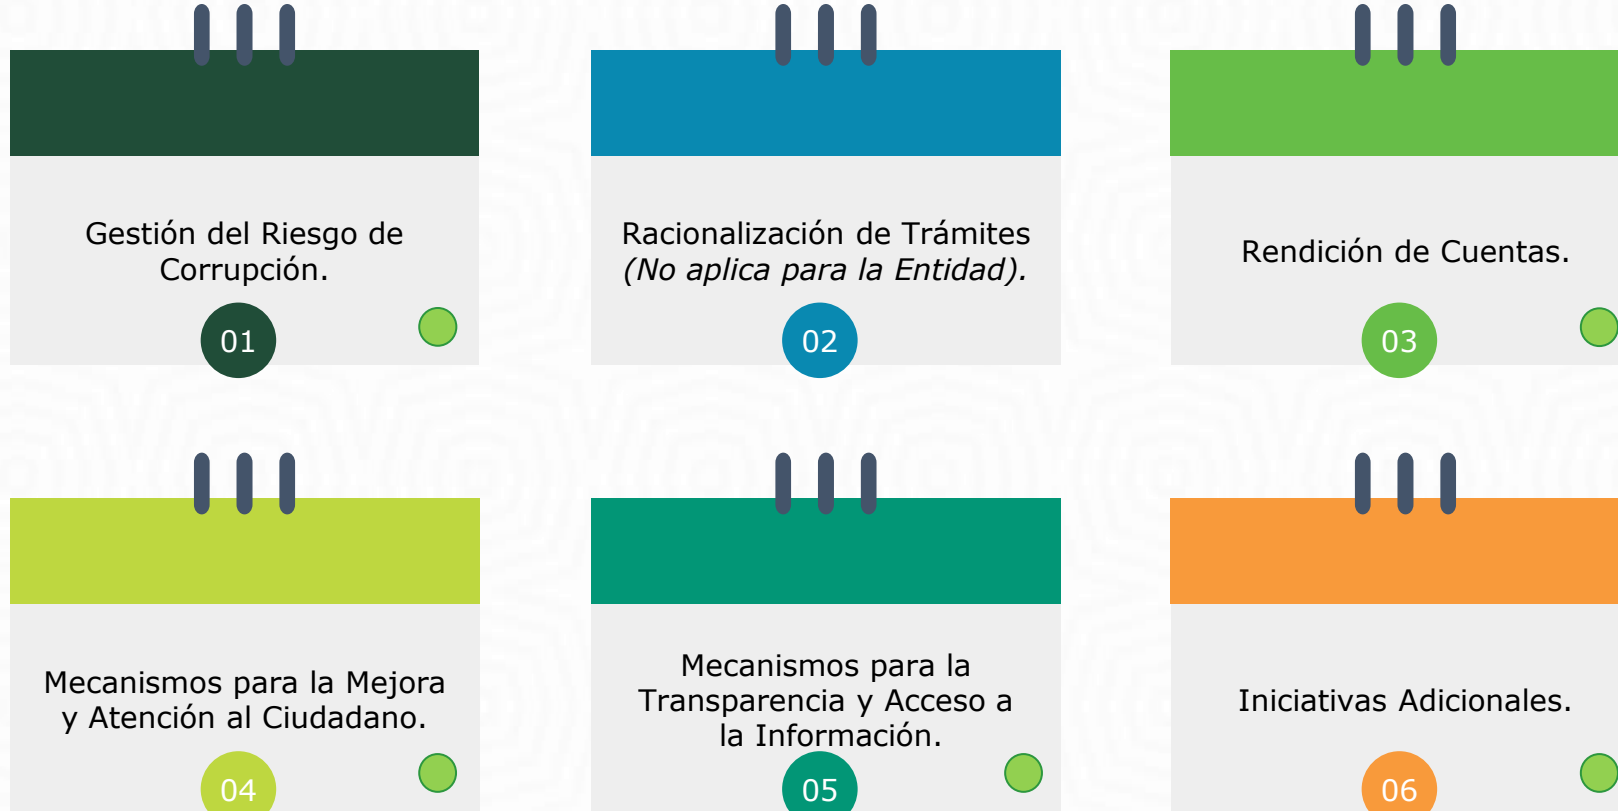 Gestión del Riesgo de
Corrupción.
01
Racionalización de Trámites
(No aplica para la Entidad).
02
Rendición de Cuentas.
03
Mecanismos para la Mejora
y Atención al Ciudadano.
04
Mecanismos para la
Transparencia y Acceso a
la Información.
05
Iniciativas Adicionales.
06